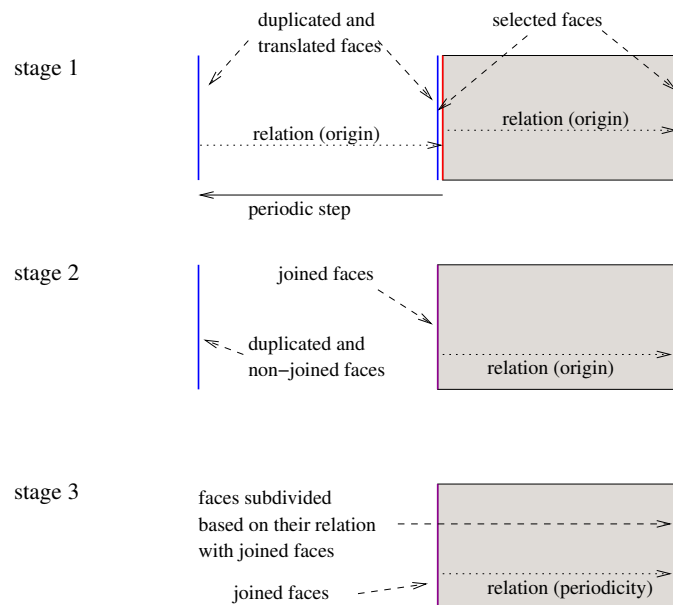 duplicated and
translated faces
selected faces
stage 1
relation (origin)
relation (origin)
periodic step
stage 2
joined faces
duplicated and
non−joined faces
relation (origin)
stage 3
faces subdivided
based on their relation
with joined faces
joined faces
relation (periodicity)